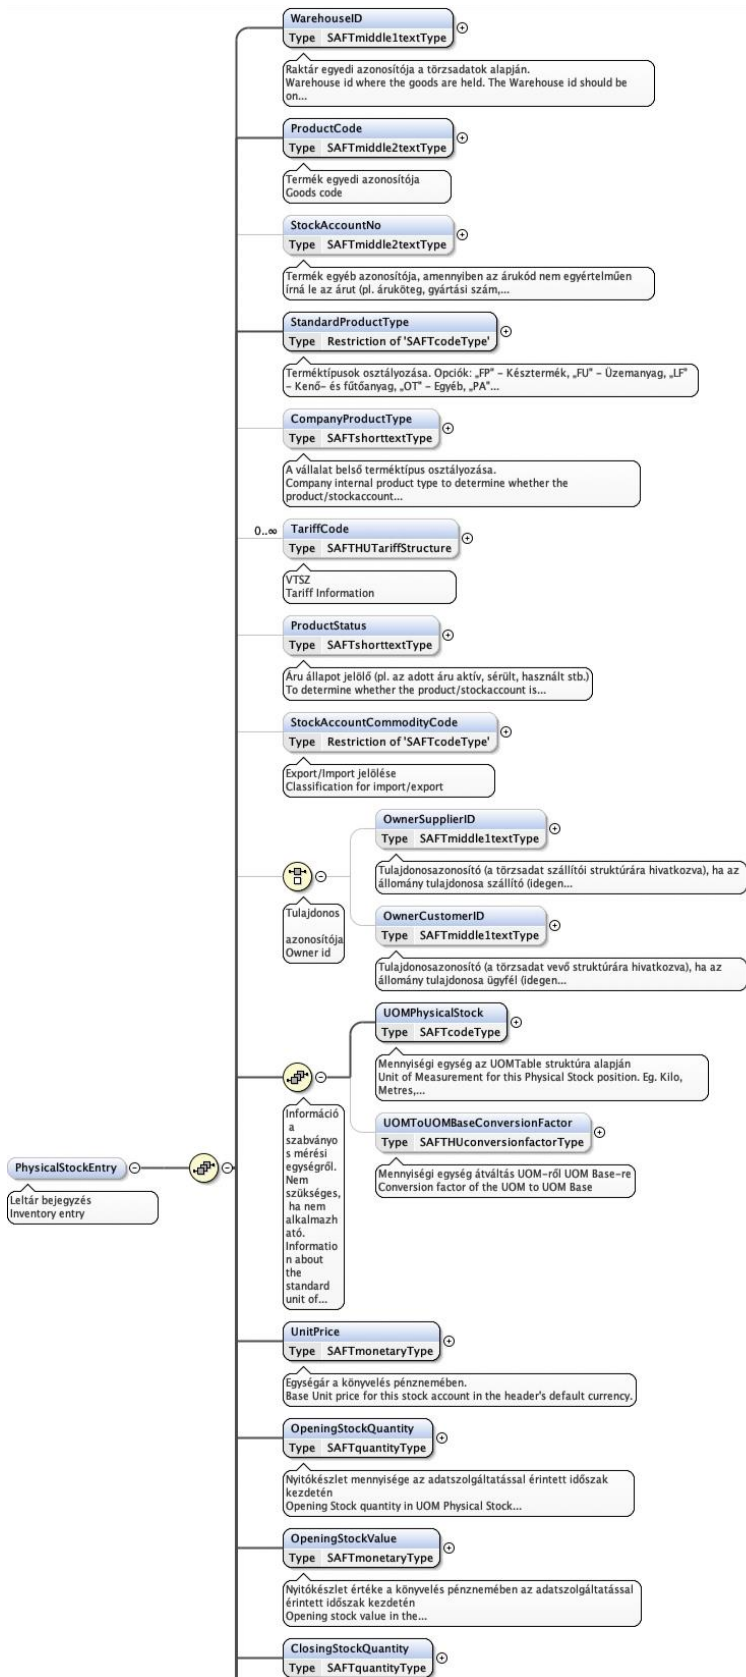 WarehouseID
Type SAFTmiddle1textType
Raktár egyedi azonosítója a törzsadatok alapján.
Warehouse id where the goods are held. The Warehouse id should be
on...
ProductCode
Type SAFTmiddle2textType
Termék egyedi azonosítója
Goods code
StockAccountNo
Type SAFTmiddle2textType
Termék egyéb azonosítója, amennyiben az árukód nem egyértelműen
írná le az árut (pl. áruköteg, gyártási szám,...
StandardProductType
Type Restriction of 'SAFTcodeType'
Terméktípusok osztályozása. Opciók: „FP" – Késztermék, „FU" – Üzemanyag, „LF"
– Kenő- és fűtőanyag, „OT" – Egyéb, „PA"...
CompanyProductType
Type SAFTshorttextType
A vállalat belső terméktípus osztályozása.
Company internal product type to determine whether the
product/stockaccount...
0..∞
TariffCode
Type SAFTHUTariffStructure
VTSZ
Tariff Information
ProductStatus
Type SAFTshorttextType
Áru állapot jelölő (pl. az adott áru aktív, sérült, használt stb.)
To determine whether the product/stockaccount is...
StockAccountCommodityCode
Type Restriction of 'SAFTcodeType'
Export/Import jelölése
Classification for import/export
OwnerSupplierID
Type SAFTmiddle1textType
Tulajdonosazonosító (a törzsadat szállítói struktúrára hivatkozva), ha az
állomány tulajdonosa szállító (idegen...
Tulajdonos
azonosítója
Owner id
OwnerCustomerID
Type SAFTmiddle1textType
Tulajdonosazonosító (a törzsadat vevő struktúrára hivatkozva), ha az
állomány tulajdonosa ügyfél (idegen...
UOMPhysicalStock
Type SAFTcodeType
Mennyiségi egység az UOMTable struktúra alapján
Unit of Measurement for this Physical Stock position. Eg. Kilo,
Metres,...
UOMToUOMBaseConversionFactor
Type SAFTHUconversionfactorType
Mennyiségi egység átváltás UOM-ről UOM Base-re
Conversion factor of the UOM to UOM Base
Információ
a
szabványo
s mérési
egységről.
Nem
szükséges,
ha nem
alkalmazh
ató.
Informatio
n about
the
standard
unit of...
PhysicalStockEntry
Leltár bejegyzés
Inventory entry
UnitPrice
Type SAFTmonetaryType
Egységár a könyvelés pénznemében.
Base Unit price for this stock account in the header's default currency.
OpeningStockQuantity
Type SAFTquantityType
Nyitókészlet mennyisége az adatszolgáltatással érintett időszak
kezdetén
Opening Stock quantity in UOM Physical Stock...
OpeningStockValue
Type SAFTmonetaryType
Nyitókészlet értéke a könyvelés pénznemében az adatszolgáltatással
érintett időszak kezdetén
Opening stock value in the...
ClosingStockQuantity
Type SAFTquantityType